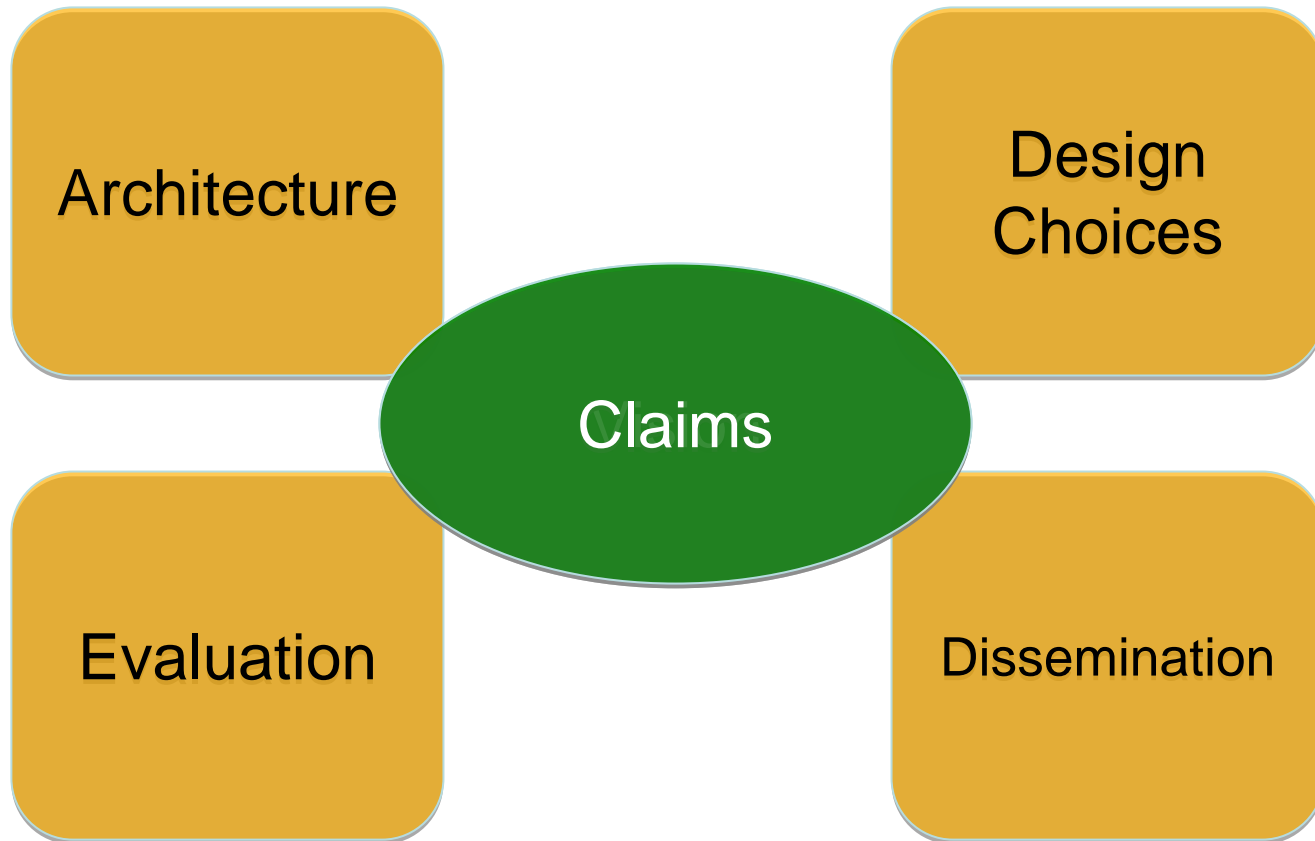 Architecture
Design
Choices
Claims
Evaluation
Dissemination